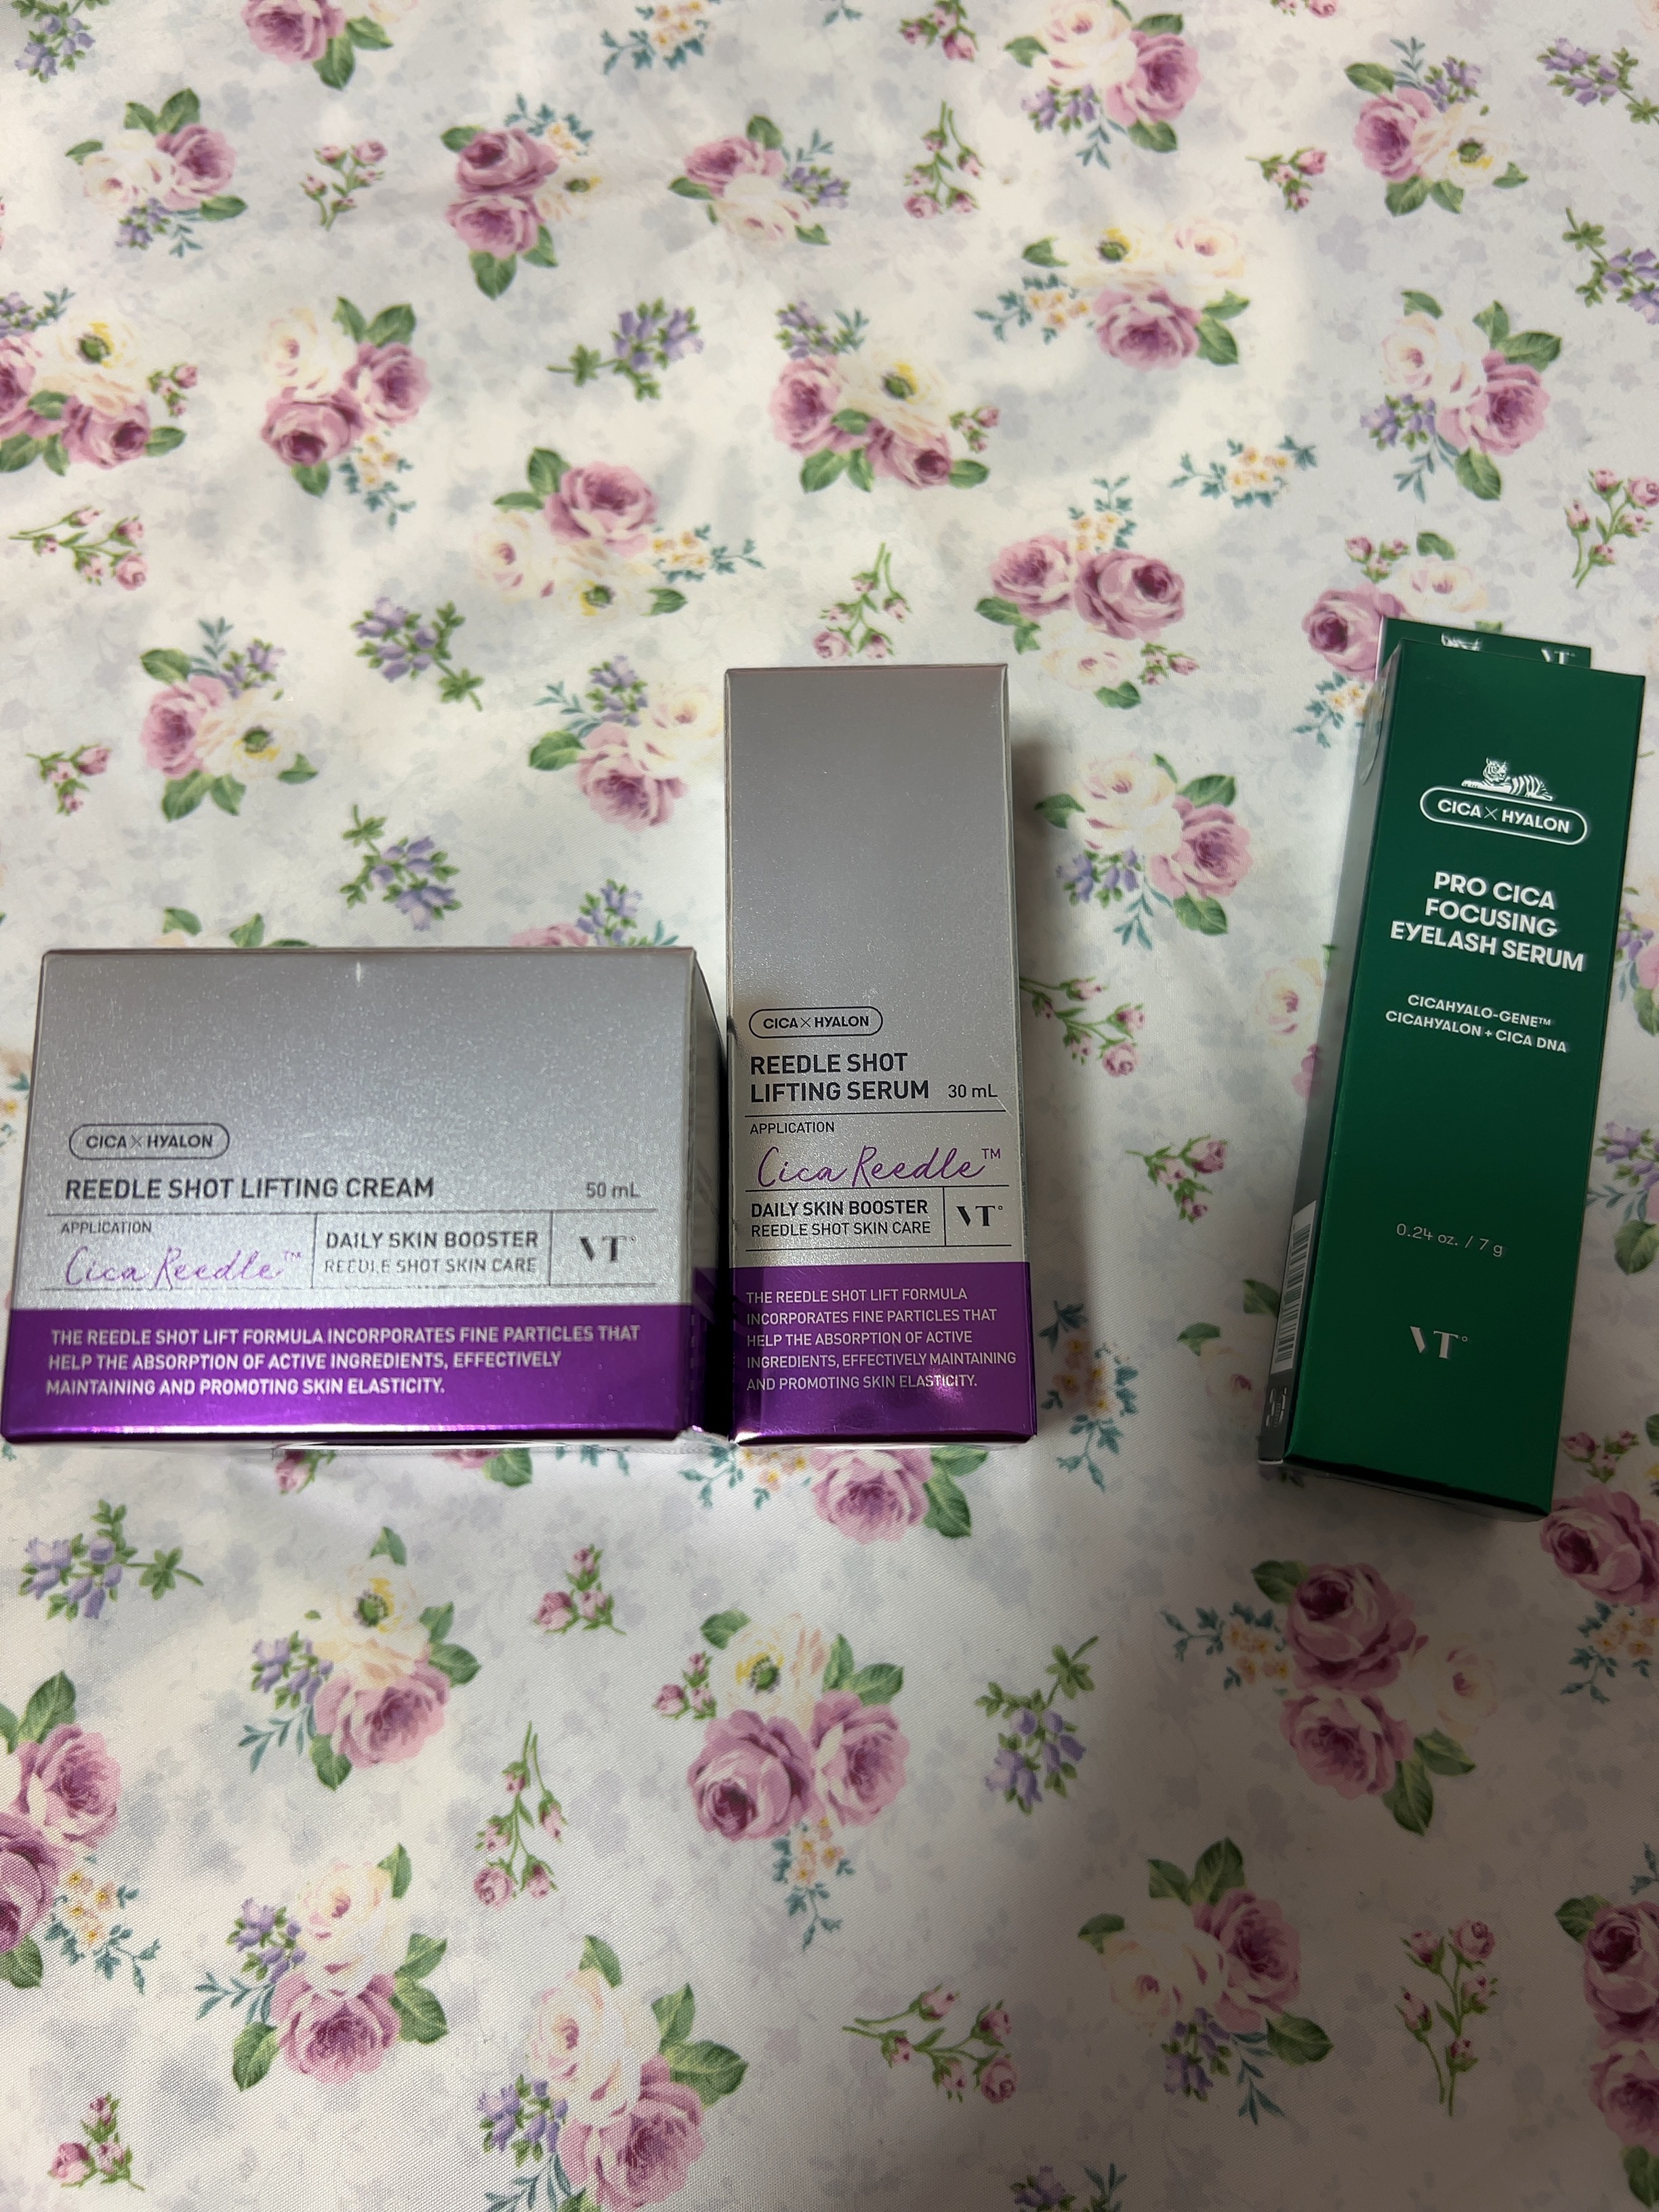 CICA×HYALON
REEDLE SHOT LIFTING CREAM 50 mL
APPLICATION
Cica Reedle™
DAILY SKIN BOOSTER
REEDLE SHOT SKIN CARE
VT°
THE REEDLE SHOT LIFT FORMULA INCORPORATES FINE PARTICLES THAT
HELP THE ABSORPTION OF ACTIVE INGREDIENTS, EFFECTIVELY
MAINTAINING AND PROMOTING SKIN ELASTICITY.
CICA×HYALON
REEDLE SHOT
LIFTING SERUM 30 mL
APPLICATION
Cica Reedle™
DAILY SKIN BOOSTER
REEDLE SHOT SKIN CARE
VT°
THE REEDLE SHOT LIFT FORMULA
INCORPORATES FINE PARTICLES THAT
HELP THE ABSORPTION OF ACTIVE
INGREDIENTS, EFFECTIVELY MAINTAINING
AND PROMOTING SKIN ELASTICITY.
VT°
CICA×HYALON
PRO CICA
FOCUSING
EYELASH SERUM
CICAHYALO-GENE™
CICAHYALON + CICA DNA
0.24 oz. / 7 g
VT°